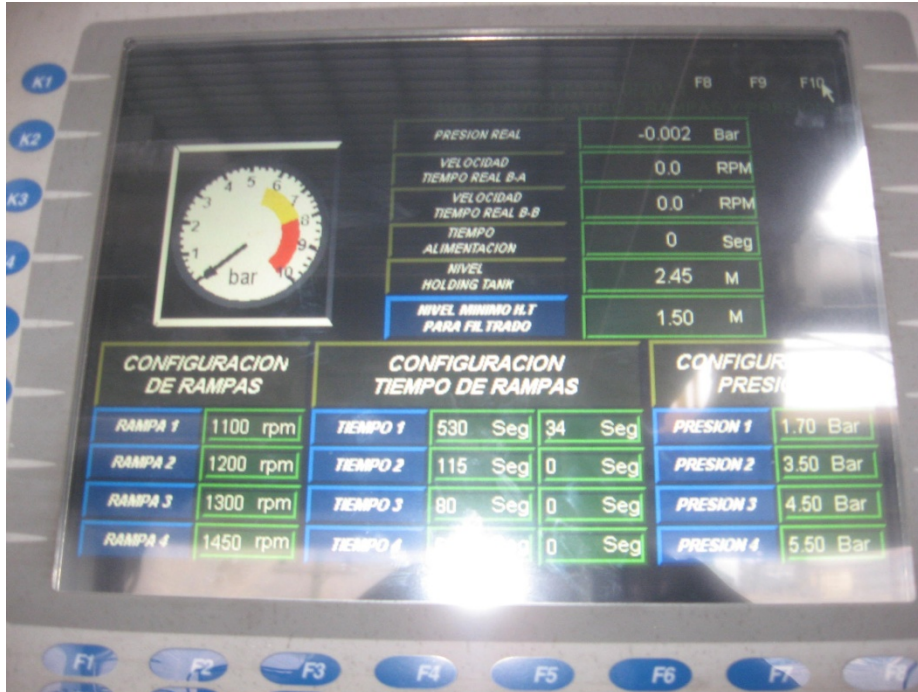 K1
F8 F9 F10
K2
PRESION REAL -0.002 Bar
VELOCIDAD
TIEMPO REAL B-A 0.0 RPM
K3
VELOCIDAD
TIEMPO REAL B-B 0.0 RPM
TIEMPO
ALIMENTACION 0 Seg
NIVEL
HOLDING TANK 2.45 M
NIVEL MINIMO H.T
PARA FILTRADO 1.50 M
1 2 3 4 5 6 7 8 9 10
bar
CONFIGURACION
DE RAMPAS
CONFIGURACION
TIEMPO DE RAMPAS
RAMPA 1 1100 rpm TIEMPO 1 530 Seg 34 Seg PRESION 1 1.70 Bar
RAMPA 2 1200 rpm TIEMPO 2 115 Seg 0 Seg PRESION 2 3.50 Bar
RAMPA 3 1300 rpm TIEMPO 3 80 Seg 0 Seg PRESION 3 4.50 Bar
RAMPA 4 1450 rpm TIEMPO Seg 0 Seg PRESION 4 5.50 Bar
F1 F2 F3 F4 F5 F6 F7